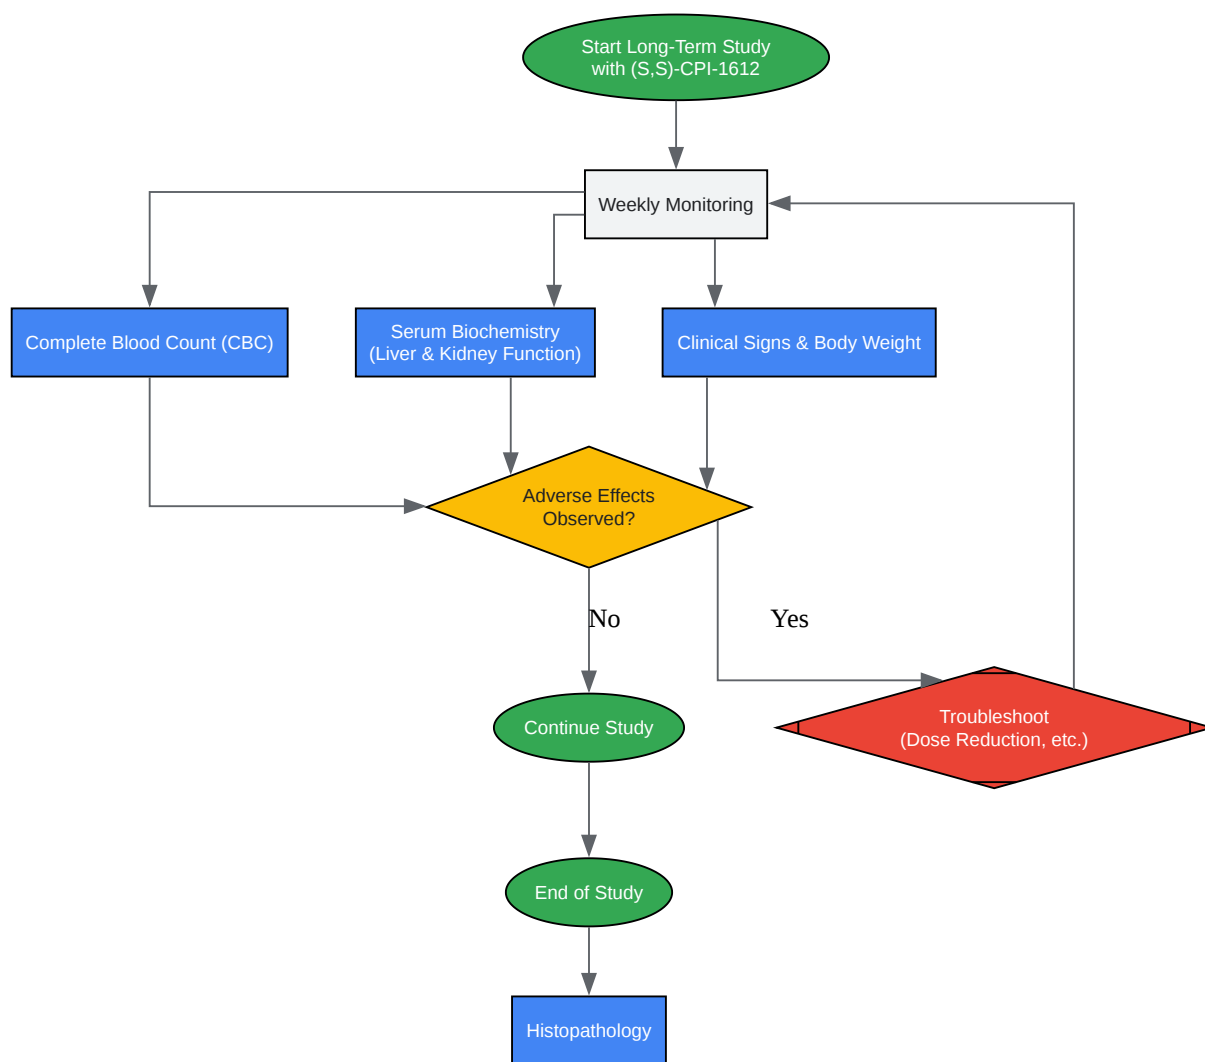 Start Long-Term Study
with (S,S)-CPI-1612
Weekly Monitoring
Complete Blood Count (CBC)
Serum Biochemistry
(Liver & Kidney Function)
Clinical Signs & Body Weight
Adverse Effects
Observed?
No
Yes
Troubleshoot
(Dose Reduction, etc.)
Continue Study
End of Study
Histopathology